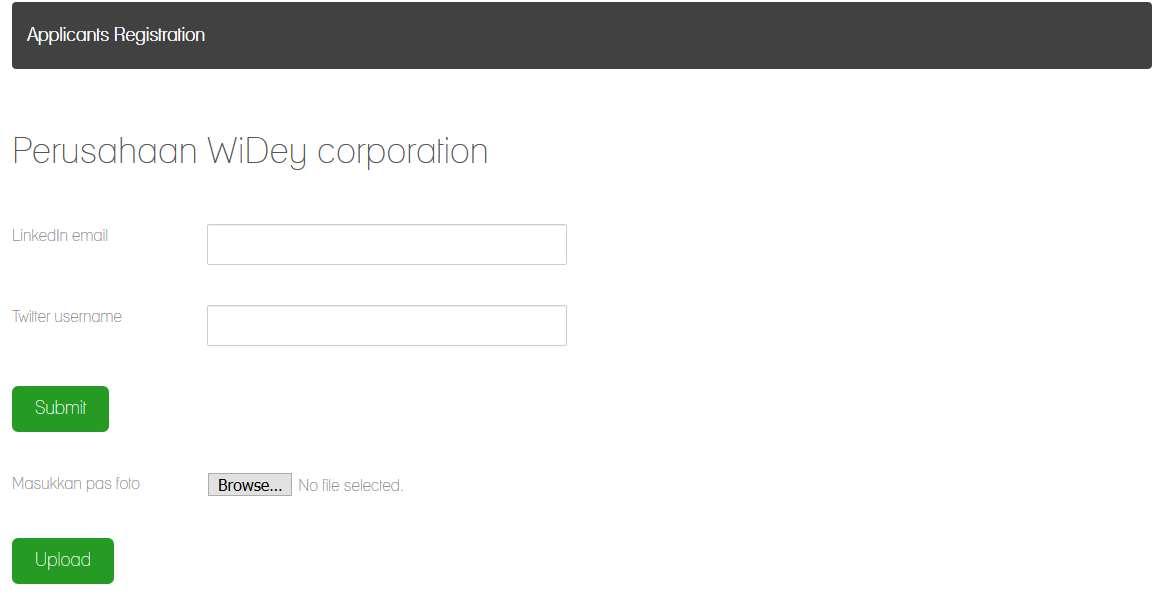 Applicants Registration
Perusahaan WiDey corporation
LinkedIn email
Twitter username
Submit
Masukkan pas foto
Browse... No file selected.
Upload